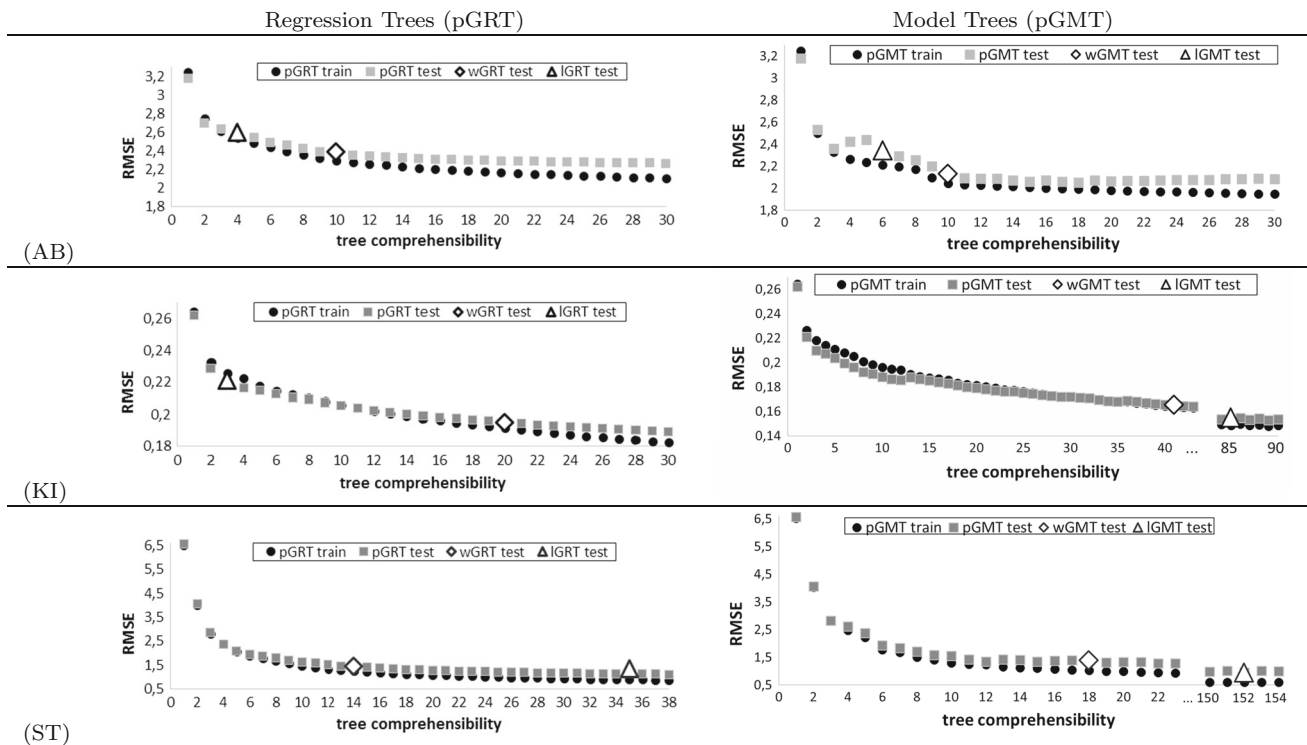 Regression Trees (pGRT)
Model Trees (pGMT)
pGRT train pGRT test wGRT test lGRT test
RMSE
3,2
3
2,8
2,6
2,4
2,2
2
1,8
0 2 4 6 8 10 12 14 16 18 20 22 24 26 28 30
tree comprehensibility
pGMT train pGMT test wGMT test lGMT test
RMSE
3,2
3
2,8
2,6
2,4
2,2
2
1,8
0 2 4 6 8 10 12 14 16 18 20 22 24 26 28 30
tree comprehensibility
(AB)
pGRT train pGRT test wGRT test lGRT test
RMSE
0,26
0,24
0,22
0,2
0,18
0 2 4 6 8 10 12 14 16 18 20 22 24 26 28 30
tree comprehensibility
pGMT train pGMT test wGMT test lGMT test
RMSE
0,26
0,24
0,22
0,2
0,18
0,16
0,14
0 5 10 15 20 25 30 35 40 ... 85 90
tree comprehensibility
(KI)
pGRT train pGRT test wGRT test lGRT test
RMSE
6,5
5,5
4,5
3,5
2,5
1,5
0,5
0 2 4 6 8 10 12 14 16 18 20 22 24 26 28 30 32 34 36 38
tree comprehensibility
pGMT train pGMT test wGMT test lGMT test
RMSE
6,5
5,5
4,5
3,5
2,5
1,5
0,5
0 2 4 6 8 10 12 14 16 18 20 22 ... 150 152 154
tree comprehensibility
(ST)